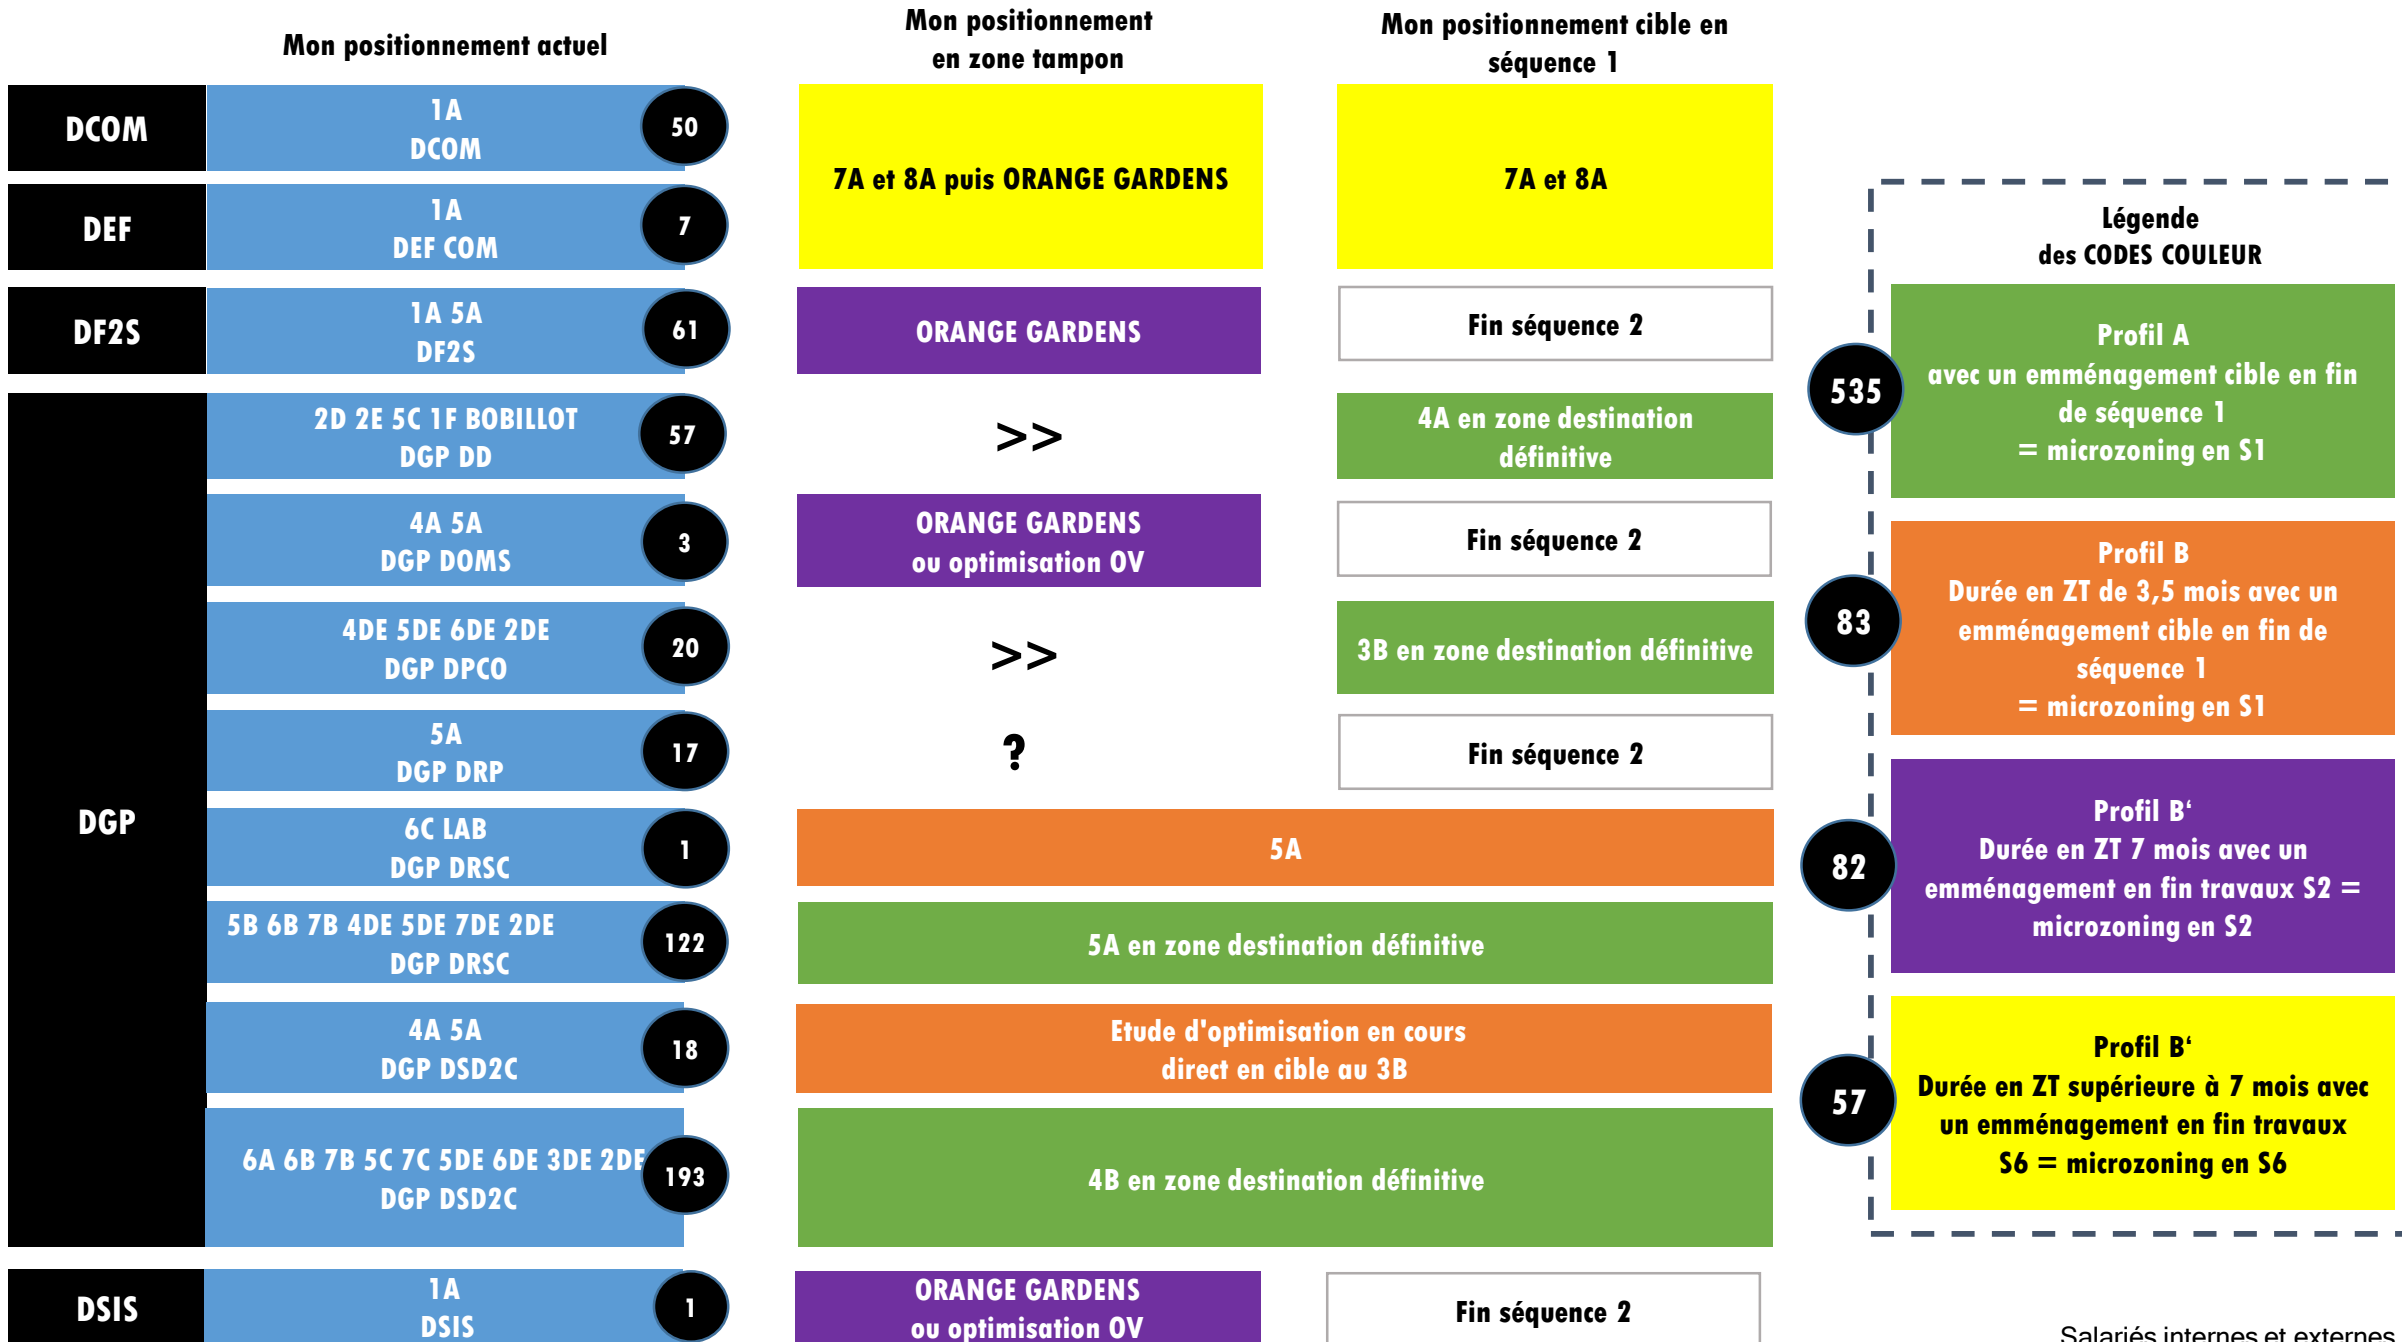 Mon positionnement actuel
Mon positionnement
en zone tampon
Mon positionnement cible en
séquence 1
DCOM
1A
DCOM
50
7A et 8A puis ORANGE GARDENS
7A et 8A
DEF
1A
DEF COM
7
DF2S
1A 5A
DF2S
61
ORANGE GARDENS
Fin séquence 2
DGP
2D 2E 5C 1F BOBILLOT
DGP DD
57
>>
4A en zone destination
définitive
4A 5A
DGP DOMS
3
ORANGE GARDENS
ou optimisation OV
Fin séquence 2
4DE 5DE 6DE 2DE
DGP DPCO
20
>>
3B en zone destination définitive
5A
DGP DRP
17
?
Fin séquence 2
6C LAB
DGP DRSC
1
5A
5B 6B 7B 4DE 5DE 7DE 2DE
DGP DRSC
122
5A en zone destination définitive
4A 5A
DGP DSD2C
18
Etude d'optimisation en cours
direct en cible au 3B
6A 6B 7B 5C 7C 5DE 6DE 3DE 2DE
DGP DSD2C
193
4B en zone destination définitive
DSIS
1A
DSIS
1
ORANGE GARDENS
ou optimisation OV
Fin séquence 2
Légende
des CODES COULEUR
535
Profil A
avec un emménagement cible en fin
de séquence 1
= microzoning en S1
83
Profil B
Durée en ZT de 3,5 mois avec un
emménagement cible en fin de
séquence 1
= microzoning en S1
82
Profil B‘
Durée en ZT 7 mois avec un
emménagement en fin travaux S2 =
microzoning en S2
57
Profil B‘
Durée en ZT supérieure à 7 mois avec
un emménagement en fin travaux
S6 = microzoning en S6
Salariés internes et externes